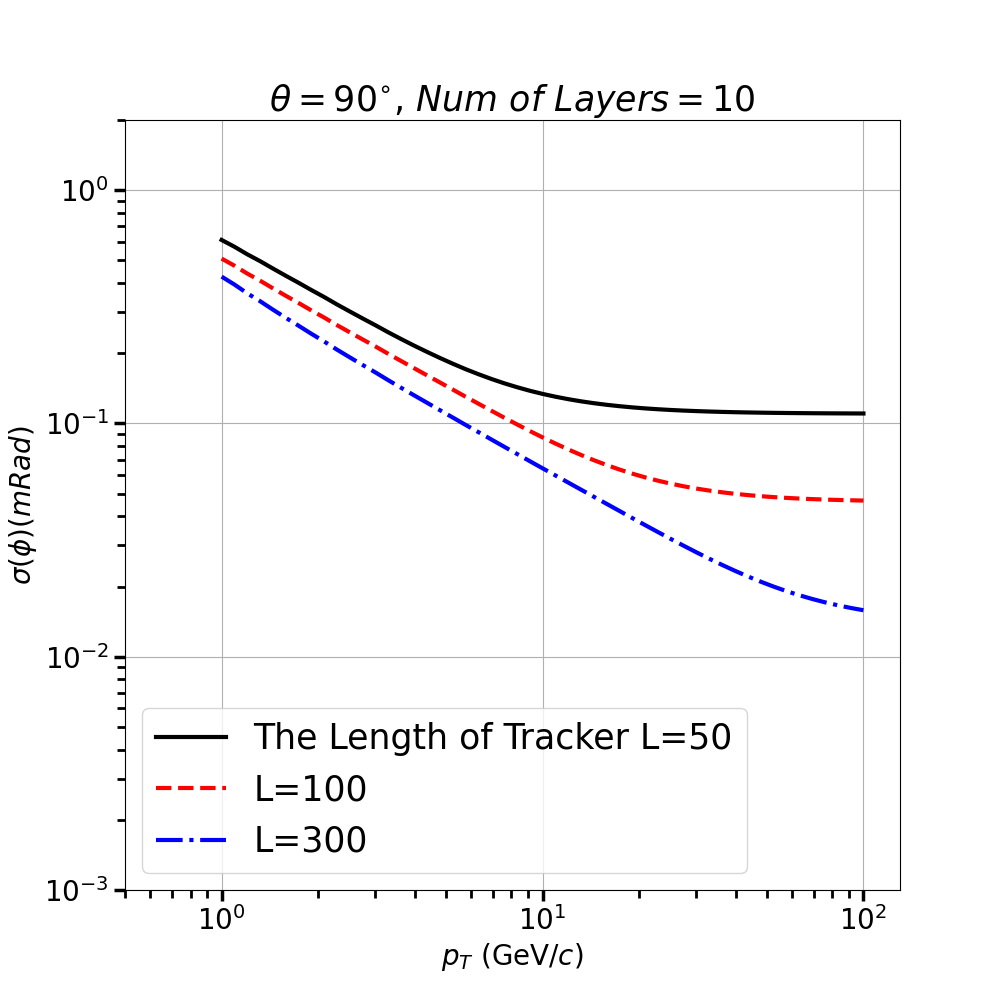 θ = 90°, Num of Layers = 10
10⁰
10⁻¹
10⁻²
10⁻³
σ(ϕ)(mRad)
The Length of Tracker L=50
L=100
L=300
10⁰ 10¹ 10²
p_T (GeV/c)